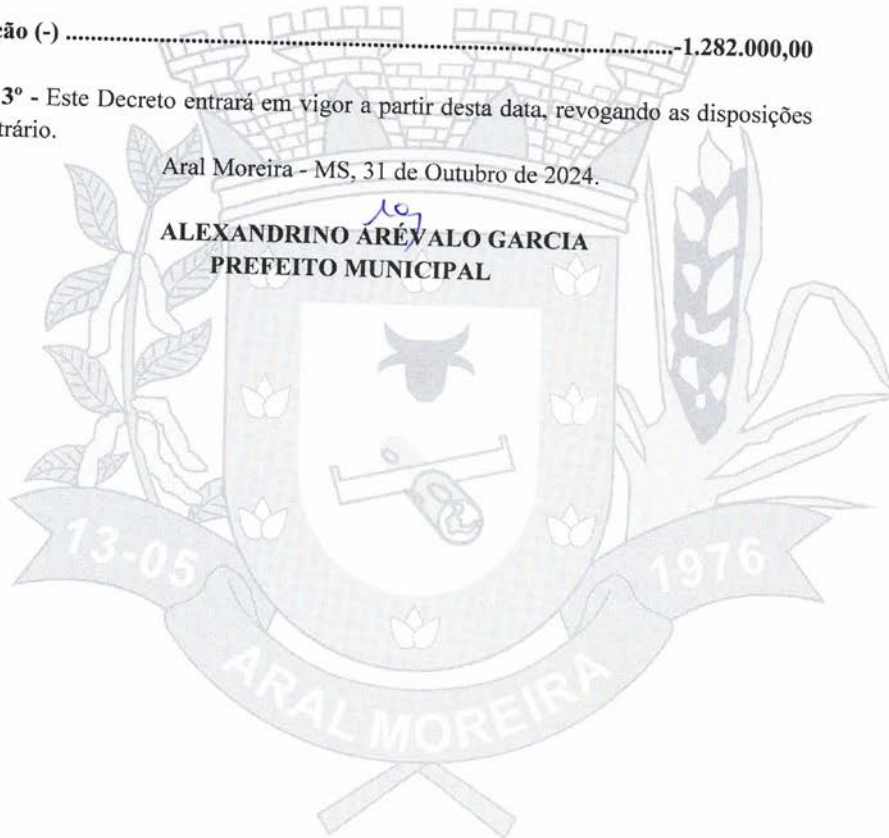 ção (-) ........................................................................................................-1.282.000,00
3º - Este Decreto entrará em vigor a partir desta data, revogando as disposições
trário.
Aral Moreira - MS, 31 de Outubro de 2024.
ALEXANDRINO ARÉVALO GARCIA
PREFEITO MUNICIPAL
13-05
1976
ARAL MOREIRA